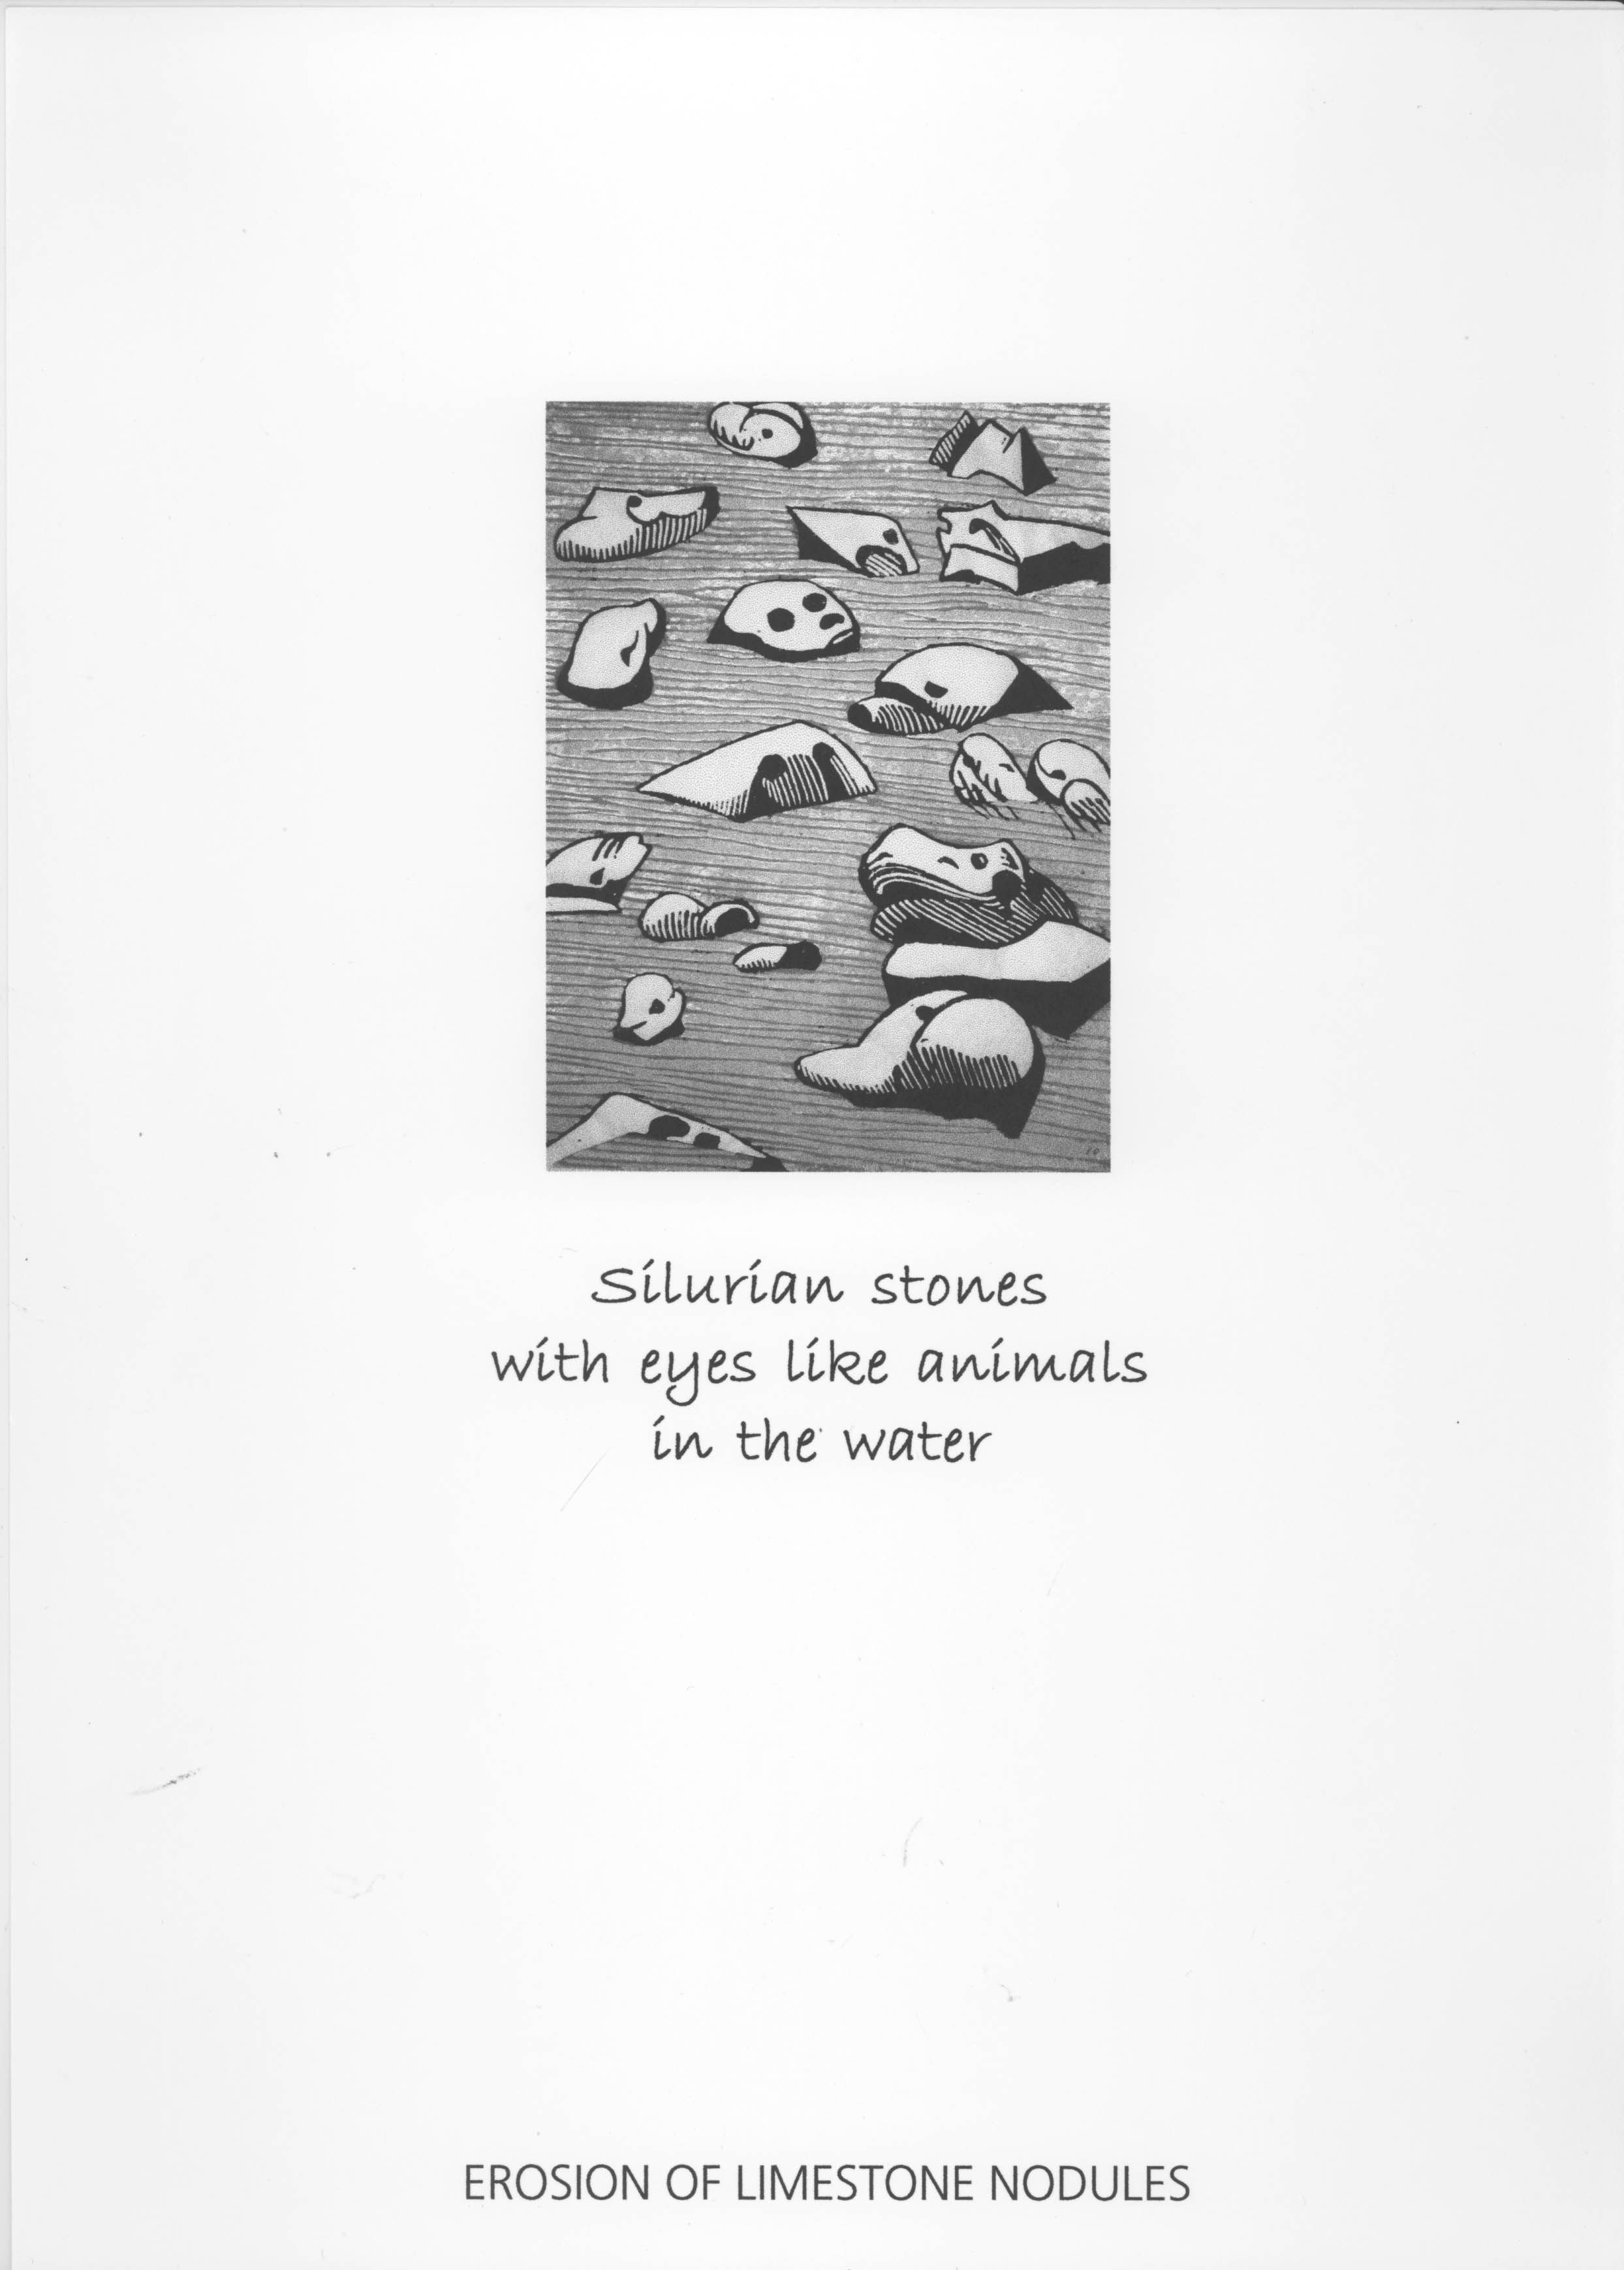 Silurian stones
with eyes like animals
in the water
EROSION OF LIMESTONE NODULES